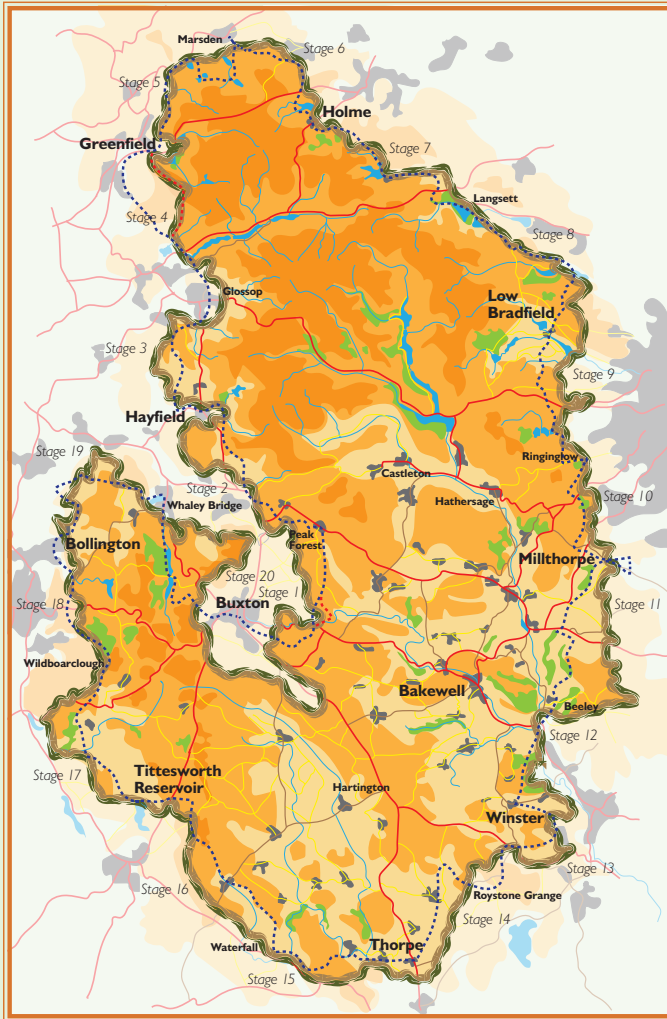 Marsden
Stage 6
Stage 5
Holme
Greenfield
Stage 7
Langsett
Stage 4
Stage 8
Glossop
Low
Bradfield
Stage 3
Stage 9
Hayfield
Stage 19
Ringinglow
Castleton
Stage 2
Hathersage
Stage 10
Whaley Bridge
Peak
Forest
Bollington
Millthorpe
Stage 20
Stage 1
Buxton
Stage 18
Stage 11
Wildboarclough
Bakewell
Beeley
Stage 12
Stage 17
Tittesworth
Reservoir
Hartington
Winster
Stage 13
Stage 16
Roystone Grange
Stage 14
Waterfall
Thorpe
Stage 15